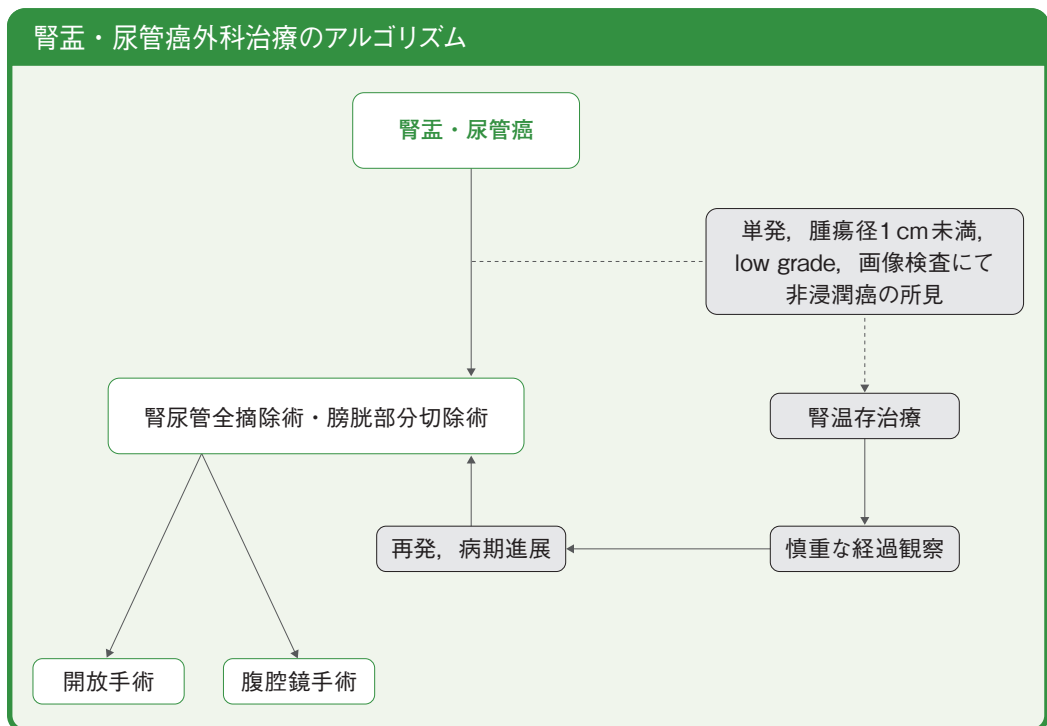 腎盂・尿管癌外科治療のアルゴリズム
腎盂・尿管癌
単発，腫瘍径1 cm未満，
low grade，画像検査にて
非浸潤癌の所見
腎尿管全摘除術・膀胱部分切除術
腎温存治療
再発，病期進展
慎重な経過観察
開放手術
腹腔鏡手術